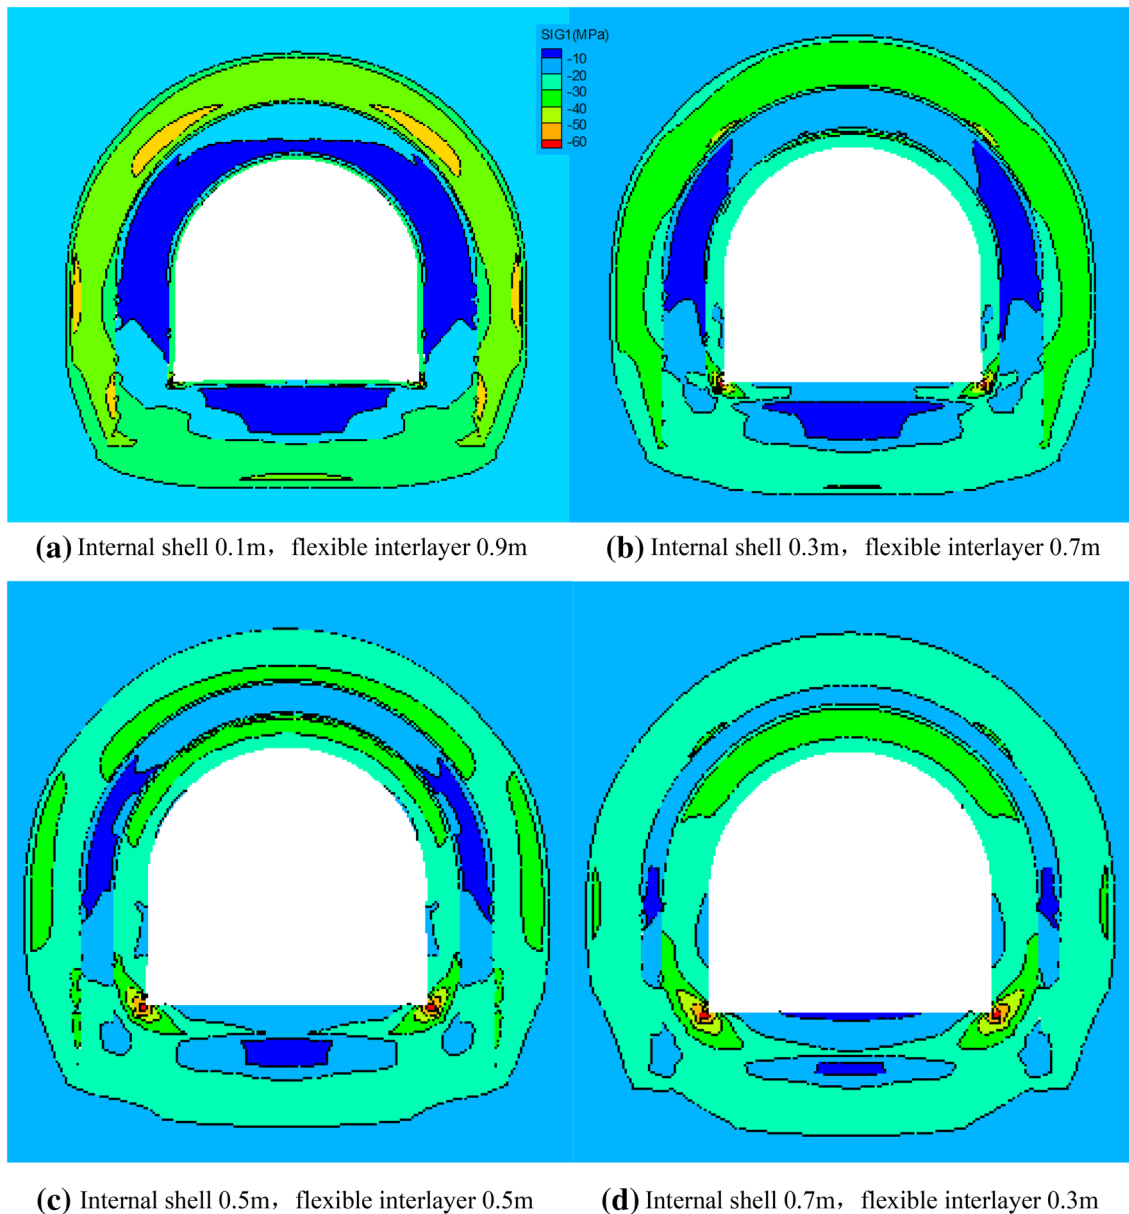 SIG1(MPa)
-10
-20
-30
-40
-50
-60
(a) Internal shell 0.1m，flexible interlayer 0.9m
(b) Internal shell 0.3m，flexible interlayer 0.7m
(c) Internal shell 0.5m，flexible interlayer 0.5m
(d) Internal shell 0.7m，flexible interlayer 0.3m